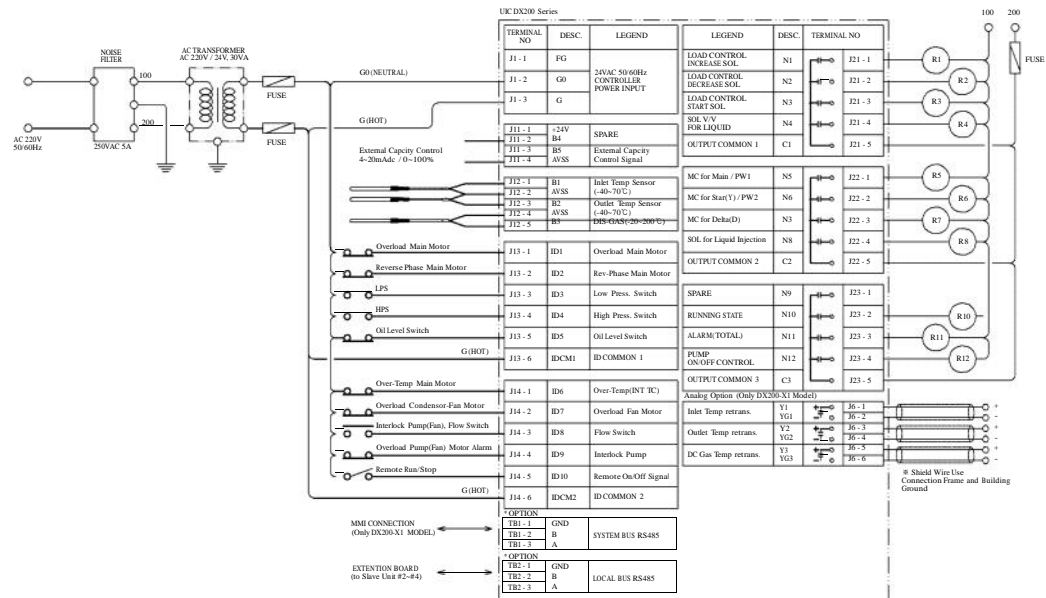 UIC DX200 Series
100 200
FUSE
NOISE
FILTER
AC TRANSFORMER
AC 220V / 24V, 30VA
100
200
FUSE
FUSE
AC 220V
50/60Hz
250VAC 5A
G0 (NEUTRAL)
G (HOT)
External Capcity Control
4~20mAdc / 0~100%
Overload Main Motor
Reverse Phase Main Motor
LPS
HPS
Oil Level Switch
G (HOT)
Over-Temp Main Motor
Overload Condensor-Fan Motor
Interlock Pump(Fan), Flow Switch
Overload Pump(Fan) Motor Alarm
Remote Run/Stop
G (HOT)
MMI CONNECTION
(Only DX200-X1 MODEL)
EXTENTION BOARD
(to Slave Unit #2~#4)
TERMINAL
NO
DESC.
LEGEND
J1 - 1 FG
J1 - 2 G0
J1 - 3 G
24VAC 50/60Hz
CONTROLLER
POWER INPUT
J11 - 1 +24V
J11 - 2 B4
SPARE
J11 - 3 B5 External Capcity
J11 - 4 AVSS Control Signal
J12 - 1 B1 Inlet Temp Sensor
J12 - 2 AVSS (-40~70℃)
J12 - 3 B2 Outlet Temp Sensor
J12 - 4 AVSS (-40~70℃)
J12 - 5 B3 DIS-GAS(-20~200℃)
J13 - 1 ID1 Overload Main Motor
J13 - 2 ID2 Rev-Phase Main Motor
J13 - 3 ID3 Low Press. Switch
J13 - 4 ID4 High Press. Switch
J13 - 5 ID5 Oil Level Switch
J13 - 6 IDCM1 ID COMMON 1
J14 - 1 ID6 Over-Temp(INT TC)
J14 - 2 ID7 Overload Fan Motor
J14 - 3 ID8 Flow Switch
J14 - 4 ID9 Interlock Pump
J14 - 5 ID10 Remote On/Off Signal
J14 - 6 IDCM2 ID COMMON 2
* OPTION
TB1 - 1 GND
TB1 - 2 B SYSTEM BUS RS485
TB1 - 3 A
* OPTION
TB2 - 1 GND
TB2 - 2 B LOCAL BUS RS485
TB2 - 3 A
LEGEND DESC. TERMINAL NO
LOAD CONTROL
INCREASE SOL
N1 J21 - 1 R1
LOAD CONTROL
DECREASE SOL
N2 J21 - 2 R2
LOAD CONTROL
START SOL
N3 J21 - 3 R3
SOL V/V
FOR LIQUID
N4 J21 - 4 R4
OUTPUT COMMON 1 C1 J21 - 5
MC for Main / PW1 N5 J22 - 1 R5
MC for Star(Y) / PW2 N6 J22 - 2 R6
MC for Delta(D) N3 J22 - 3 R7
SOL for Liquid Injection N8 J22 - 4 R8
OUTPUT COMMON 2 C2 J22 - 5
SPARE N9 J23 - 1
RUNNING STATE N10 J23 - 2 R10
ALARM(TOTAL) N11 J23 - 3 R11
PUMP
ON/OFF CONTROL
N12 J23 - 4 R12
OUTPUT COMMON 3 C3 J23 - 5
Analog Option (Only DX200-X1 Model)
Inlet Temp retrans. Y1 + J6 - 1 +
YG1 - J6 - 2 -
Outlet Temp retrans. Y2 + J6 - 3 +
YG2 - J6 - 4 -
DC Gas Temp retrans. Y3 + J6 - 5 +
YG3 - J6 - 6 -
※ Shield Wire Use
Connection Frame and Building
Ground